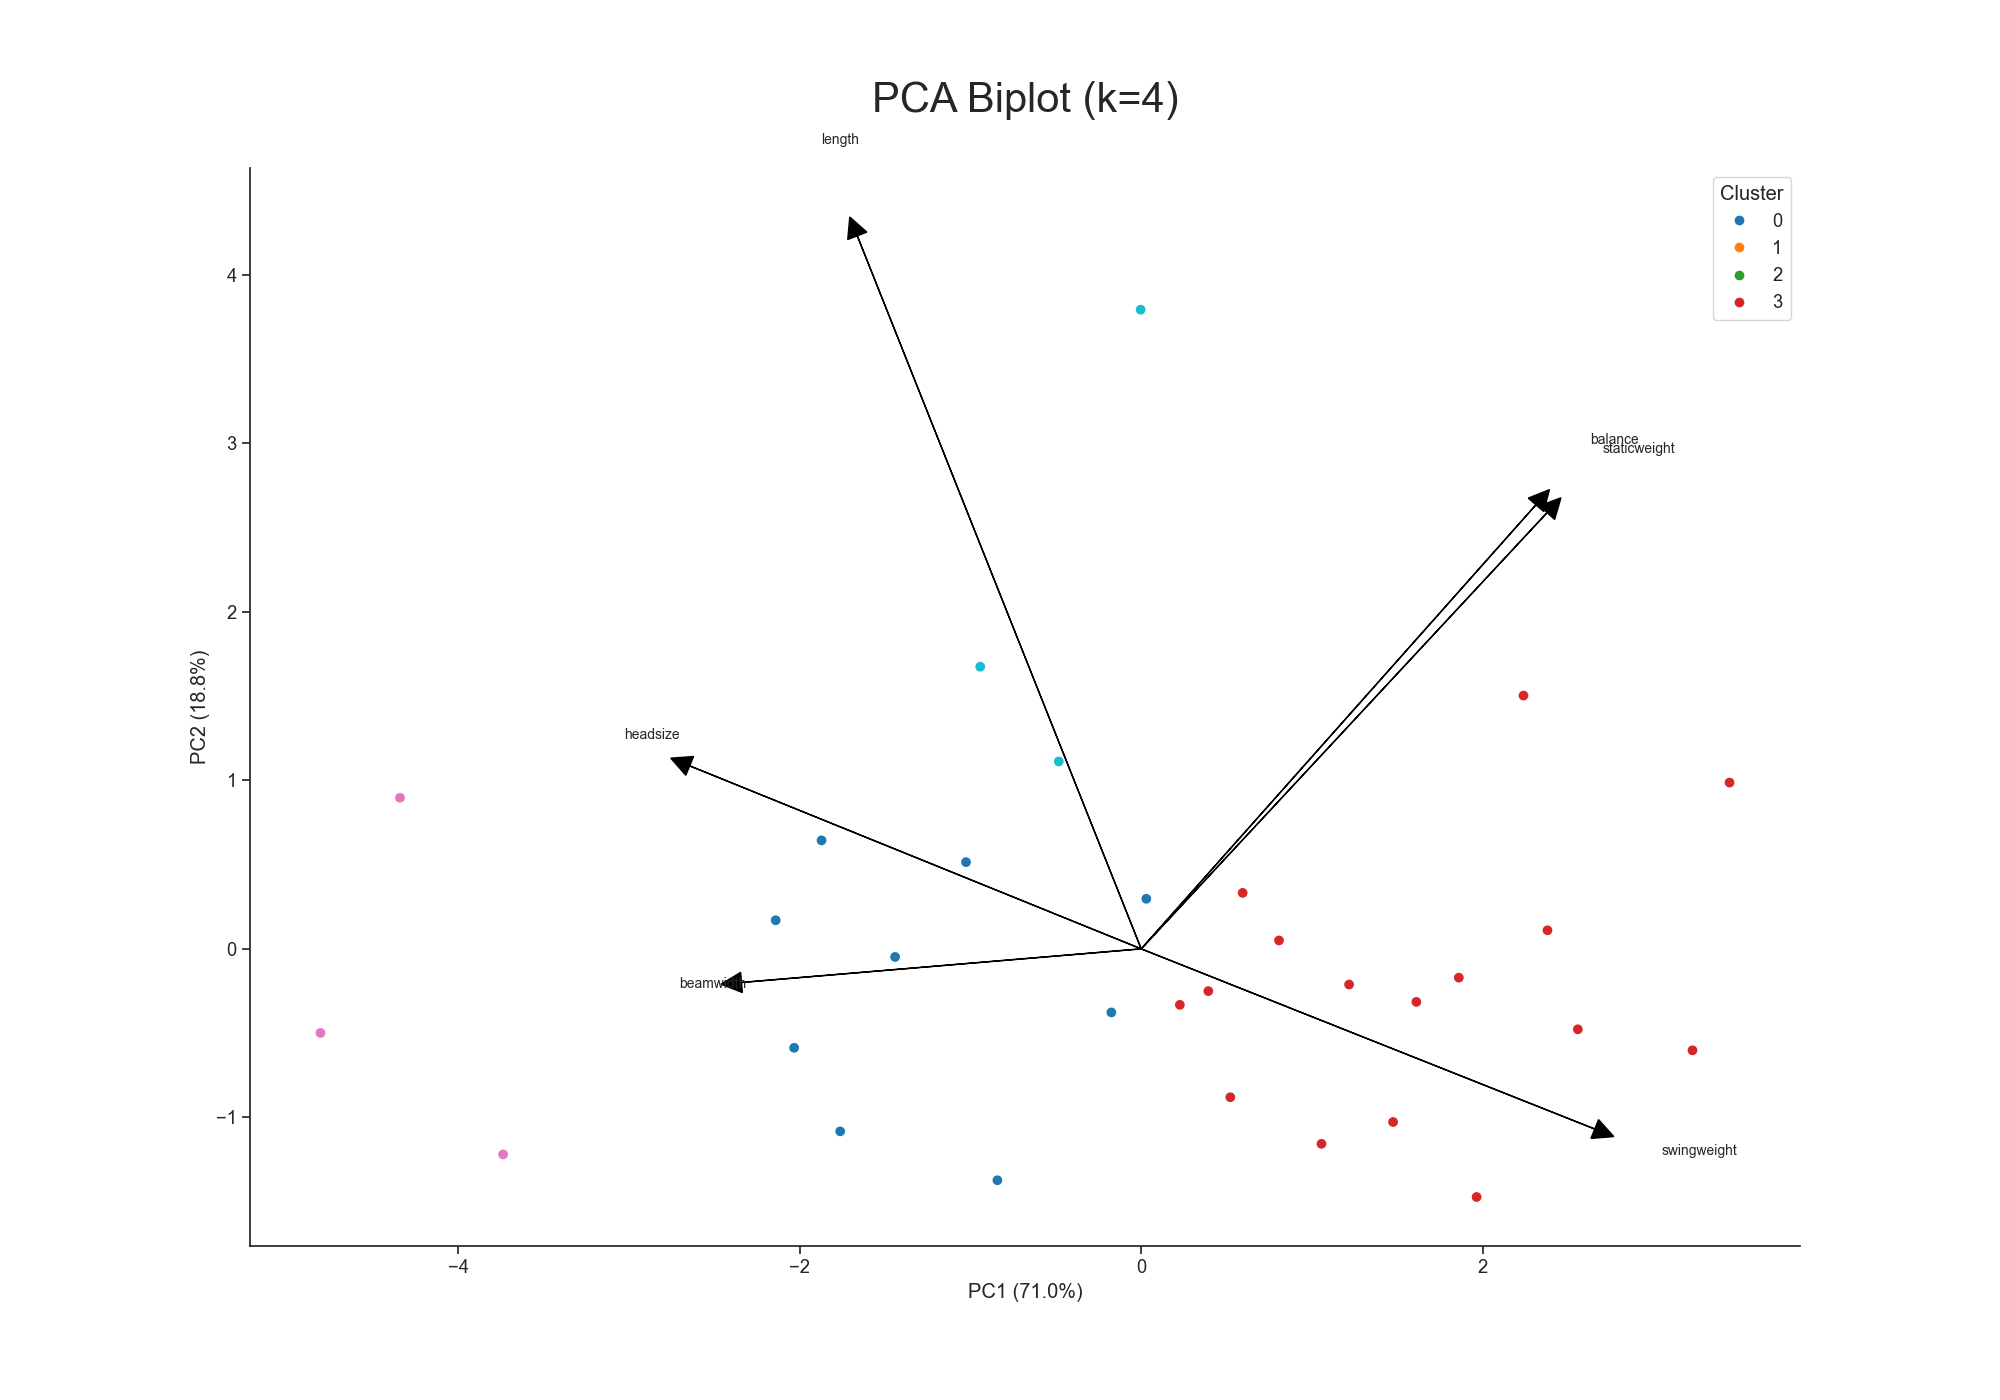 PCA Biplot (k=4)
length
Cluster
0
1
2
3
4
3
2
1
0
−1
balance
staticweight
headsize
beamwidth
swingweight
PC2 (18.8%)
−4
−2
0
2
PC1 (71.0%)